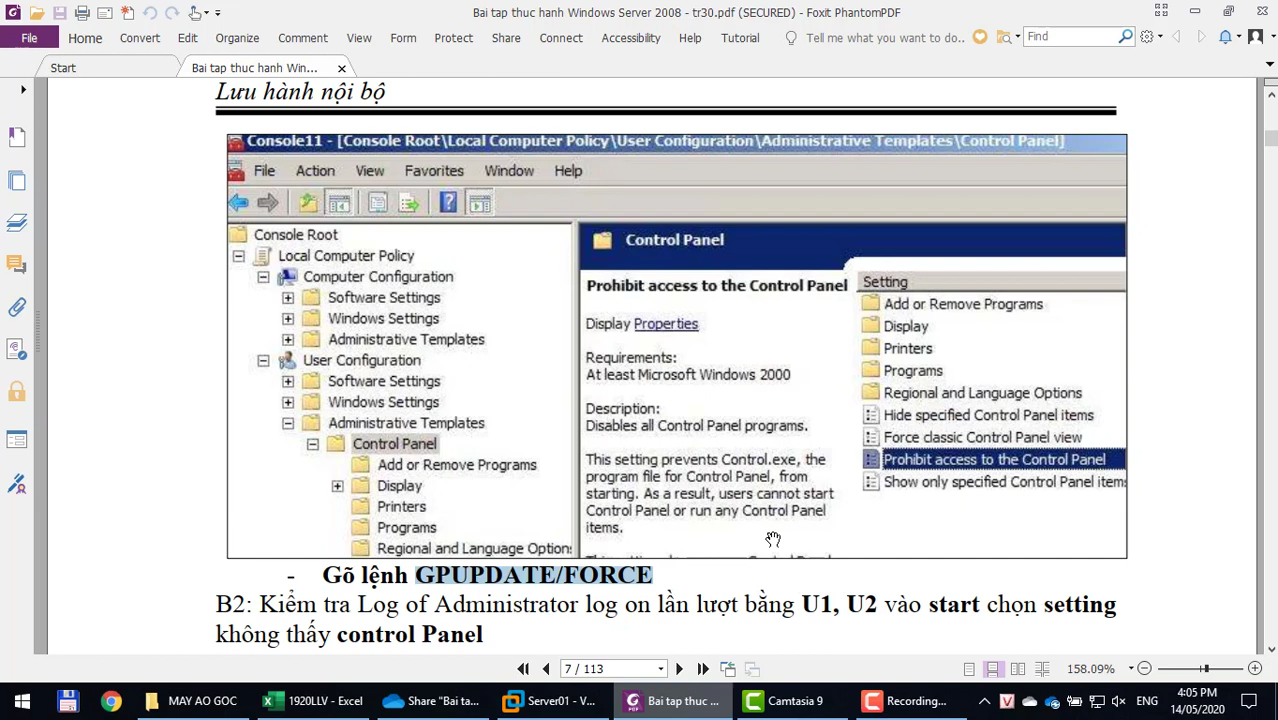 Bai tap thuc hanh Windows Server 2008 - tr30.pdf (SECURED) - Foxit PhantomPDF
File Home Convert Edit Organize Comment View Form Protect Share Connect Accessibility Help Tutorial Tell me what you want to do.. Find
Start Bai tap thuc hanh Win...
Lưu hành nội bộ
Console11 - [Console Root\Local Computer Policy\User Configuration\Administrative Templates\Control Panel]
File Action View Favorites Window Help
Console Root
Local Computer Policy
Computer Configuration
Software Settings
Windows Settings
Administrative Templates
User Configuration
Software Settings
Windows Settings
Administrative Templates
Control Panel
Add or Remove Programs
Display
Printers
Programs
Regional and Language Options
Control Panel
Prohibit access to the Control Panel
Display Properties
Requirements:
At least Microsoft Windows 2000
Description:
Disables all Control Panel programs.
This setting prevents Control.exe, the
program file for Control Panel, from
starting. As a result, users cannot start
Control Panel or run any Control Panel
items.
Setting
Add or Remove Programs
Display
Printers
Programs
Regional and Language Options
Hide specified Control Panel items
Force classic Control Panel view
Prohibit access to the Control Panel
Show only specified Control Panel items
- Gõ lệnh GPUPDATE/FORCE
B2: Kiểm tra Log of Administrator log on lần lượt bằng U1, U2 vào start chọn setting
không thấy control Panel
7 / 113 158.09%
MAY AO GOC 1920LLV - Excel Share "Bai ta... Server01 - V... Bai tap thuc ... Camtasia 9 Recording... ENG 4:05 PM
14/05/2020